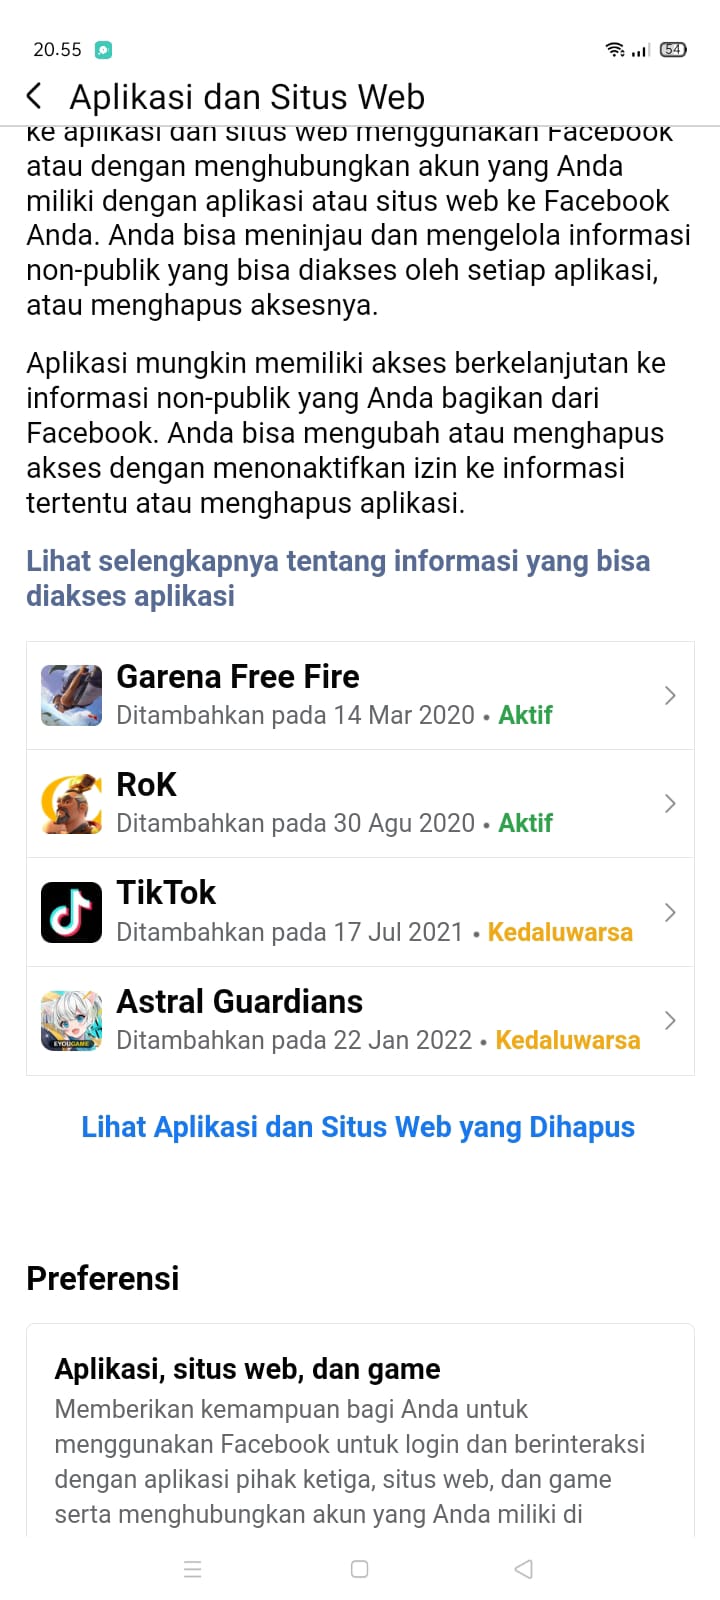 20.55
54
Aplikasi dan Situs Web
ke aplikasi dan situs web menggunakan Facebook
atau dengan menghubungkan akun yang Anda
miliki dengan aplikasi atau situs web ke Facebook
Anda. Anda bisa meninjau dan mengelola informasi
non-publik yang bisa diakses oleh setiap aplikasi,
atau menghapus aksesnya.
Aplikasi mungkin memiliki akses berkelanjutan ke
informasi non-publik yang Anda bagikan dari
Facebook. Anda bisa mengubah atau menghapus
akses dengan menonaktifkan izin ke informasi
tertentu atau menghapus aplikasi.
Lihat selengkapnya tentang informasi yang bisa
diakses aplikasi
Garena Free Fire
Ditambahkan pada 14 Mar 2020 • Aktif
RoK
Ditambahkan pada 30 Agu 2020 • Aktif
TikTok
Ditambahkan pada 17 Jul 2021 • Kedaluwarsa
Astral Guardians
EYOUGAME
Ditambahkan pada 22 Jan 2022 • Kedaluwarsa
Lihat Aplikasi dan Situs Web yang Dihapus
Preferensi
Aplikasi, situs web, dan game
Memberikan kemampuan bagi Anda untuk
menggunakan Facebook untuk login dan berinteraksi
dengan aplikasi pihak ketiga, situs web, dan game
serta menghubungkan akun yang Anda miliki di